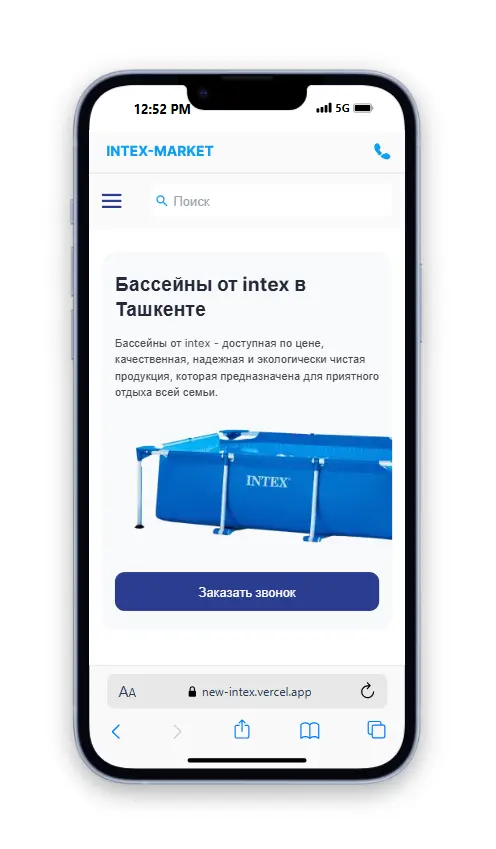 12:52 PM
5G
INTEX-MARKET
Поиск
Бассейны от intex в
Ташкенте
Бассейны от intex - доступная по цене,
качественная, надежная и экологически чистая
продукция, которая предназначена для приятного
отдыха всей семьи.
INTEX
Заказать звонок
AA
new-intex.vercel.app